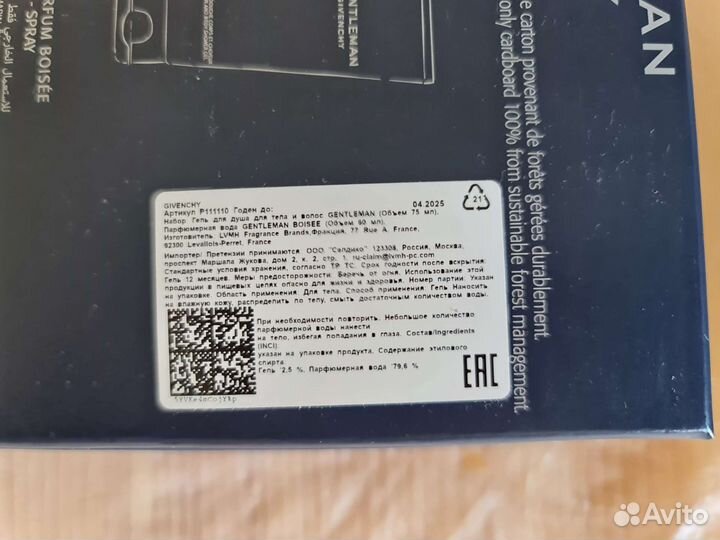 GIVENCHY
Артикул P111110 Годен до: 04.2025
Набор: Гель для душа для тела и волос GENTLEMAN (Объем 75 мл).
Парфюмерная вода GENTLEMAN BOISEE (Объем 60 мл).
Изготовитель: LVMH Fragrance Brands,Франция, 77 Rue A. France,
92300 Levallois-Perret, France
Импортер: Претензии принимаются ООО "Селдико" 123308, Россия, Москва,
проспект Маршала Жукова, дом 2, к. 2, стр. 1, ru-claim@lvmh-pc.com
Стандартные условия хранения, согласно ТР ТС. Срок годности после вскрытия:
Гель 12 месяцев. Меры предосторожности: Беречь от огня. Использование этой
продукции в пищевых целях опасно для жизни и здоровья. Номер партии: Указан
на упаковке. Область применения: Для тела. Способ применения: Гель Наносить
на влажную кожу, распределить по телу, смыть достаточным количеством воды.
При необходимости повторить. Небольшое количество
парфюмерной воды нанести
на тело, избегая попадания в глаза. Состав/Ingredients
(INCI):
указан на упаковке продукта, Содержание этилового
спирта:
Гель '2,5 %, Парфюмерная вода '79,6 %
21
EAC
RFUM BOISÉE
- SPRAY
للاستعمال الخارجي فقط
GENTLEMAN
GIVENCHY
MAN
e carton provenant de forêts gérées durablement.
only cardboard 100% from sustainable forest management.
Avito